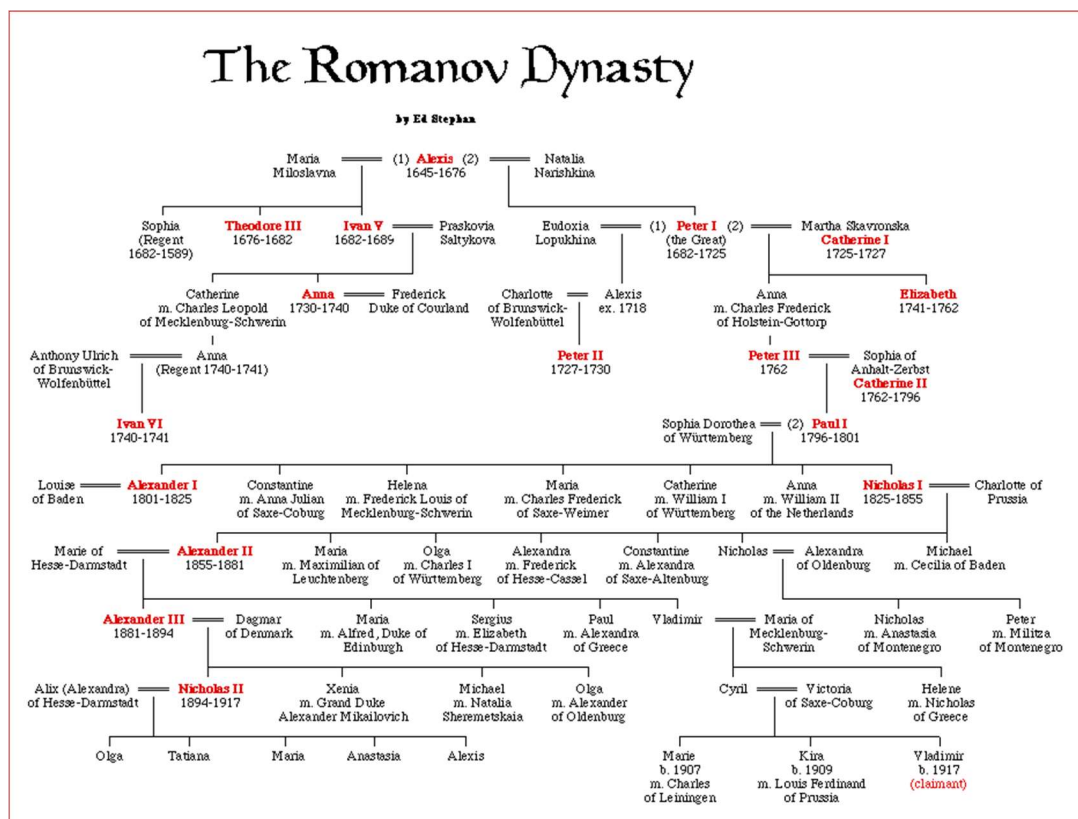 The Romanov Dynasty
by Ed Stephan
Maria
Miloslavna
(1) Alexis (2)
1645-1676
Natalia
Narishkina
Sophia
(Regent
1682-1589)
Theodore III
1676-1682
Ivan V
1682-1689
Praskovia
Saltykova
Eudoxia
Lopukhina
(1) Peter I (2)
(the Great)
1682-1725
Martha Skavronska
Catherine I
1725-1727
Catherine
m. Charles Leopold
of Mecklenburg-Schwerin
Anna
1730-1740
Frederick
Duke of Courland
Charlotte
of Brunswick-
Wolfenbüttel
Alexis
ex. 1718
Anna
m. Charles Frederick
of Holstein-Gottorp
Elizabeth
1741-1762
Anthony Ulrich
of Brunswick-
Wolfenbüttel
Anna
(Regent 1740-1741)
Peter II
1727-1730
Peter III
1762
Sophia of
Anhalt-Zerbst
Catherine II
1762-1796
Ivan VI
1740-1741
Sophia Dorothea
of Württemberg
(2) Paul I
1796-1801
Louise
of Baden
Alexander I
1801-1825
Constantine
m. Anna Julian
of Saxe-Coburg
Helena
m. Frederick Louis of
Mecklenburg-Schwerin
Maria
m. Charles Frederick
of Saxe-Weimer
Catherine
m. William I
of Württemberg
Anna
m. William II
of the Netherlands
Nicholas I
1825-1855
Charlotte of
Prussia
Marie of
Hesse-Darmstadt
Alexander II
1855-1881
Maria
m. Maximilian of
Leuchtenberg
Olga
m. Charles I
of Württemberg
Alexandra
m. Frederick
of Hesse-Cassel
Constantine
m. Alexandra
of Saxe-Altenburg
Nicholas
Alexandra
of Oldenburg
Michael
m. Cecilia of Baden
Alexander III
1881-1894
Dagmar
of Denmark
Maria
m. Alfred, Duke of
Edinburgh
Sergius
m. Elizabeth
of Hesse-Darmstadt
Paul
m. Alexandra
of Greece
Vladimir
Maria of
Mecklenburg-
Schwerin
Nicholas
m. Anastasia
of Montenegro
Peter
m. Militza
of Montenegro
Alix (Alexandra)
of Hesse-Darmstadt
Nicholas II
1894-1917
Xenia
m. Grand Duke
Alexander Mikailovich
Michael
m. Natalia
Sheremetskaia
Olga
m. Alexander
of Oldenburg
Cyril
Victoria
of Saxe-Coburg
Helene
m. Nicholas
of Greece
Olga
Tatiana
Maria
Anastasia
Alexis
Marie
b. 1907
m. Charles
of Leiningen
Kira
b. 1909
m. Louis Ferdinand
of Prussia
Vladimir
b. 1917
(claimant)